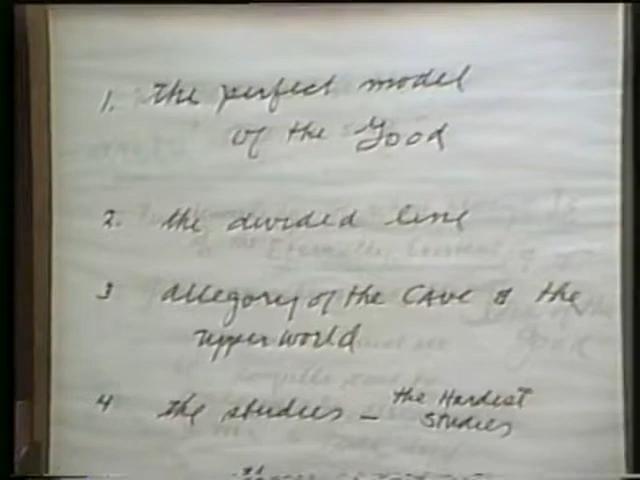 1. the perfect model
of the Good
2. the divided line
3 allegory of the CAve & the
upper world
4 the studies - the Hardest
Studies